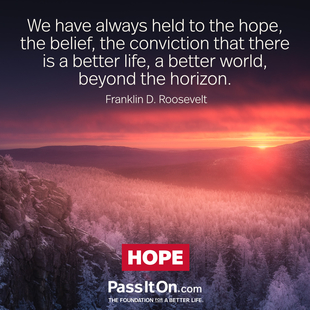 We have always held to the hope,
the belief, the conviction that there
is a better life, a better world,
beyond the horizon.
Franklin D. Roosevelt
HOPE
PassItOn.com
THE FOUNDATION FOR A BETTER LIFE.